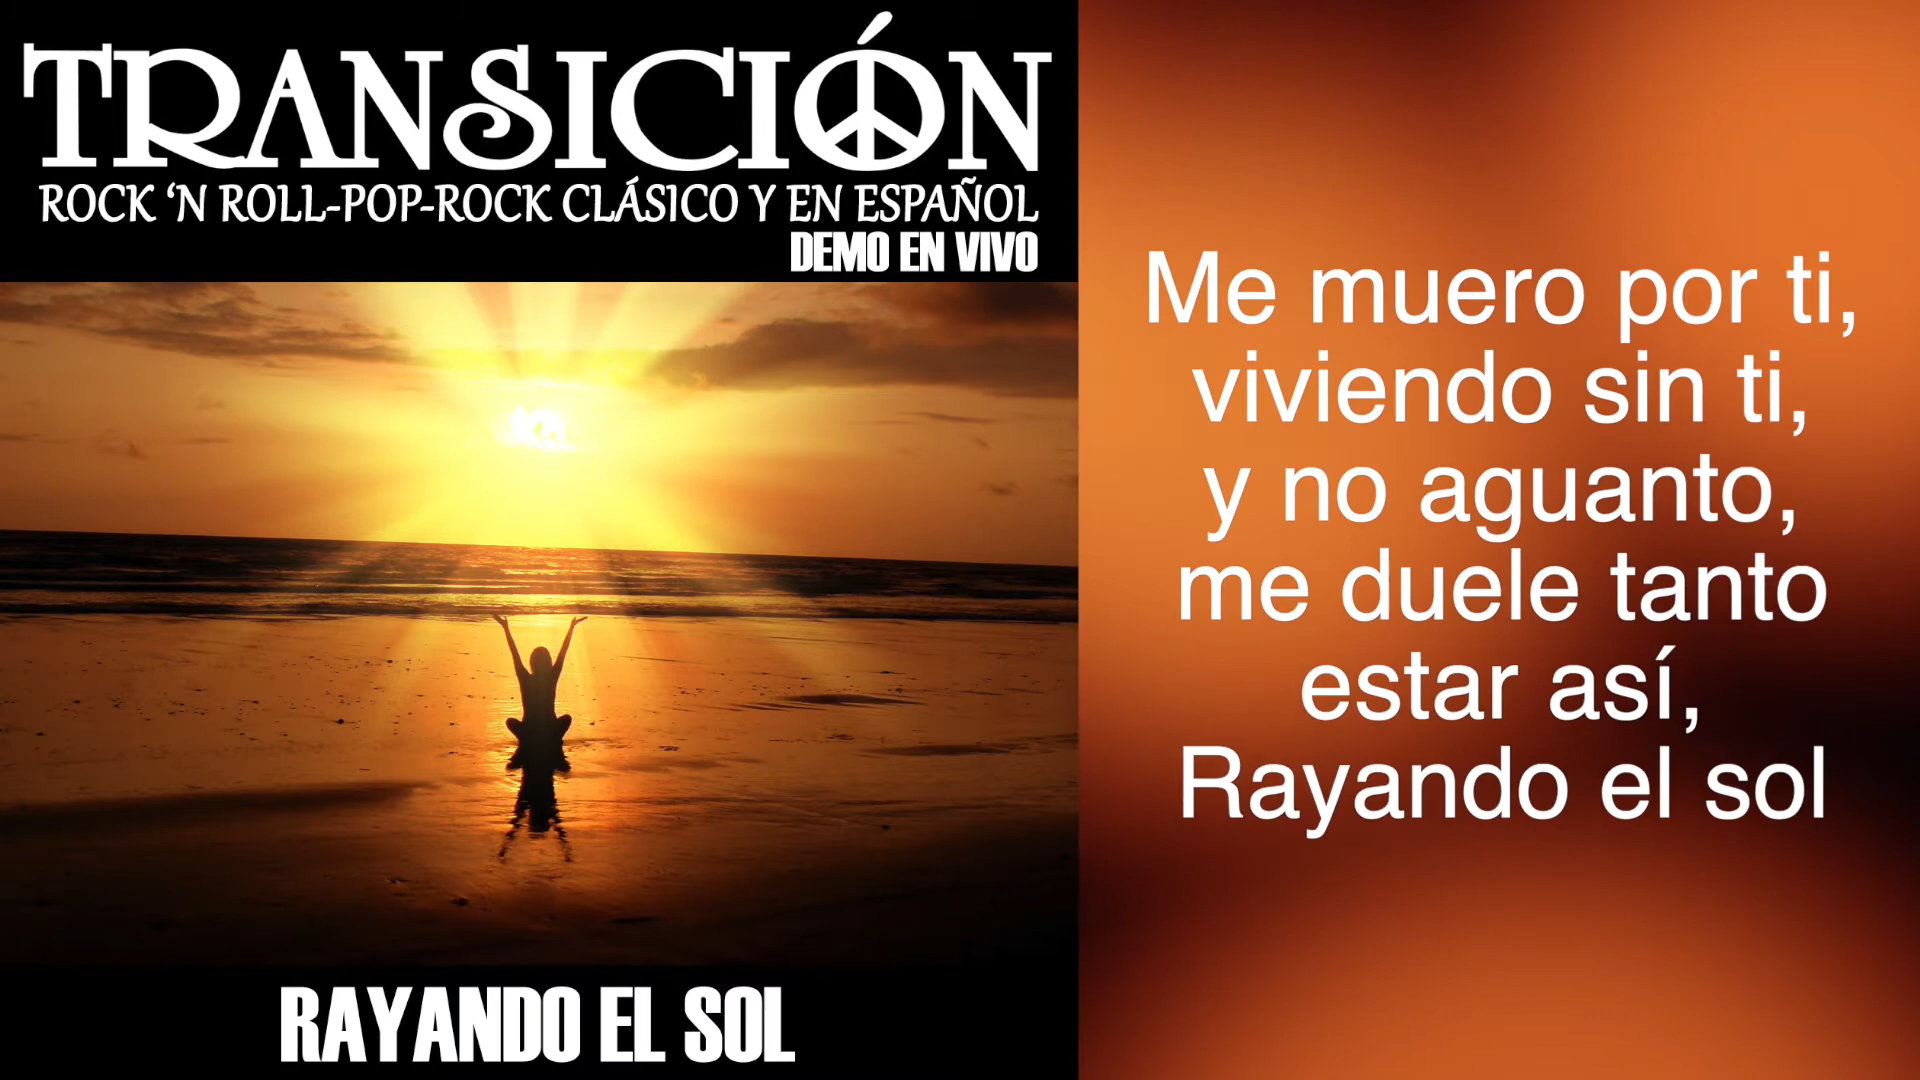 TRANSICIÓN
ROCK ‘N ROLL-POP-ROCK CLÁSICO Y EN ESPAÑOL
DEMO EN VIVO
RAYANDO EL SOL
Me muero por ti,
viviendo sin ti,
y no aguanto,
me duele tanto
estar así,
Rayando el sol